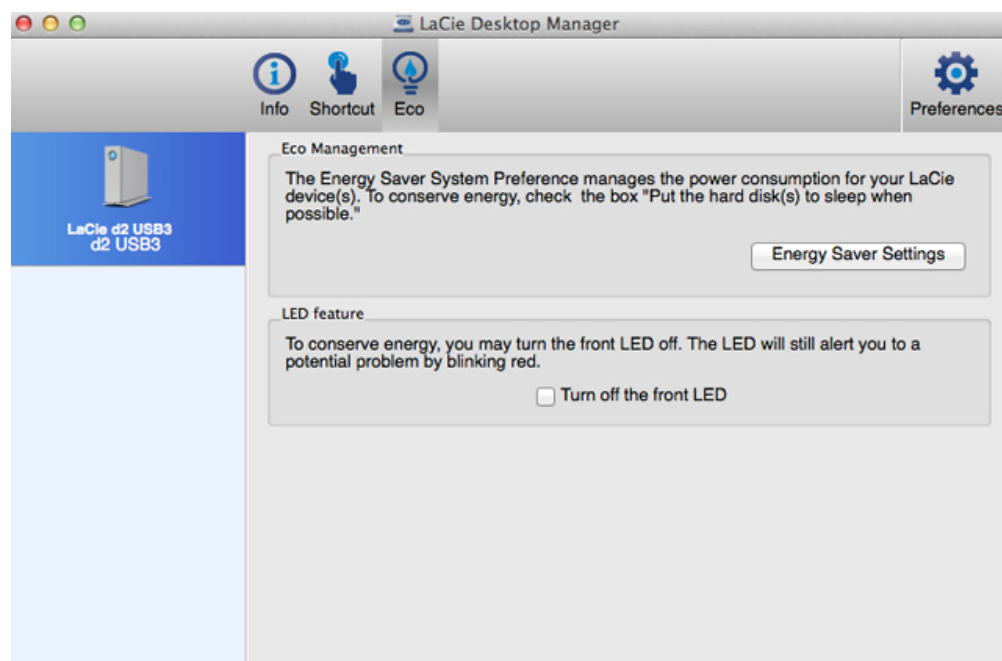 LaCie Desktop Manager
Info
Shortcut
Eco
Preferences
LaCie d2 USB3
d2 USB3
Eco Management
The Energy Saver System Preference manages the power consumption for your LaCie
device(s). To conserve energy, check the box "Put the hard disk(s) to sleep when
possible."
Energy Saver Settings
LED feature
To conserve energy, you may turn the front LED off. The LED will still alert you to a
potential problem by blinking red.
Turn off the front LED